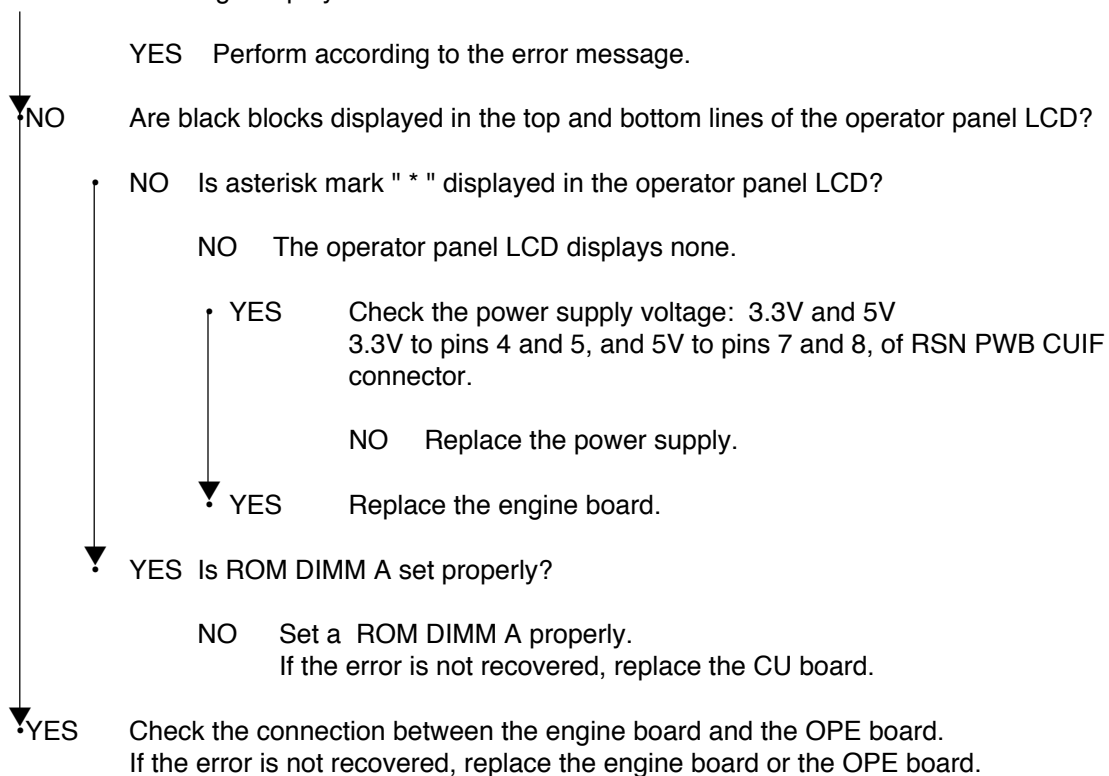 YES Perform according to the error message.
NO Are black blocks displayed in the top and bottom lines of the operator panel LCD?
NO Is asterisk mark " * " displayed in the operator panel LCD?
NO The operator panel LCD displays none.
YES Check the power supply voltage: 3.3V and 5V
3.3V to pins 4 and 5, and 5V to pins 7 and 8, of RSN PWB CUIF
connector.
NO Replace the power supply.
YES Replace the engine board.
YES Is ROM DIMM A set properly?
NO Set a ROM DIMM A properly.
If the error is not recovered, replace the CU board.
YES Check the connection between the engine board and the OPE board.
If the error is not recovered, replace the engine board or the OPE board.